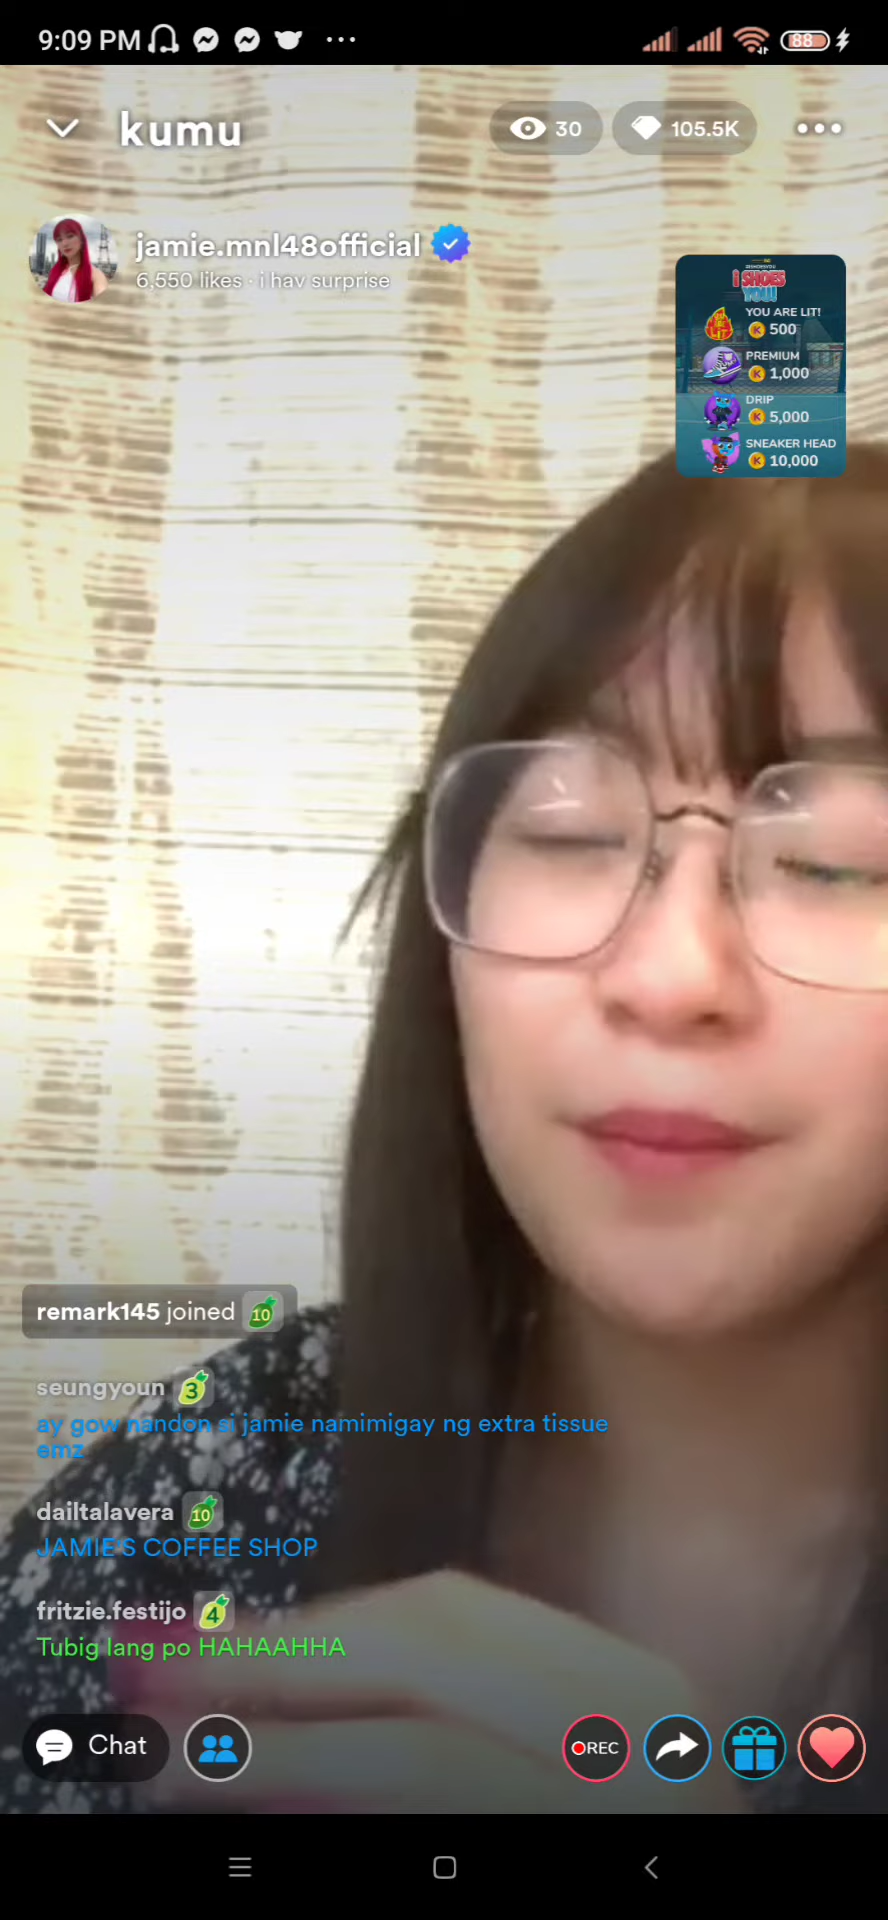 9:09 PM
88
kumu
30
105.5K
jamie.mnl48official
6,550 likes · i hav surprise
i SHOES
YOU!
YOU ARE LIT!
500
PREMIUM
1,000
DRIP
5,000
SNEAKER HEAD
10,000
remark145 joined 10
seungyoun 3
ay gow nandon si jamie namimigay ng extra tissue
emz
dailtalavera 10
JAMIE'S COFFEE SHOP
fritzie.festijo 4
Tubig lang po HAHAAHHA
Chat
REC